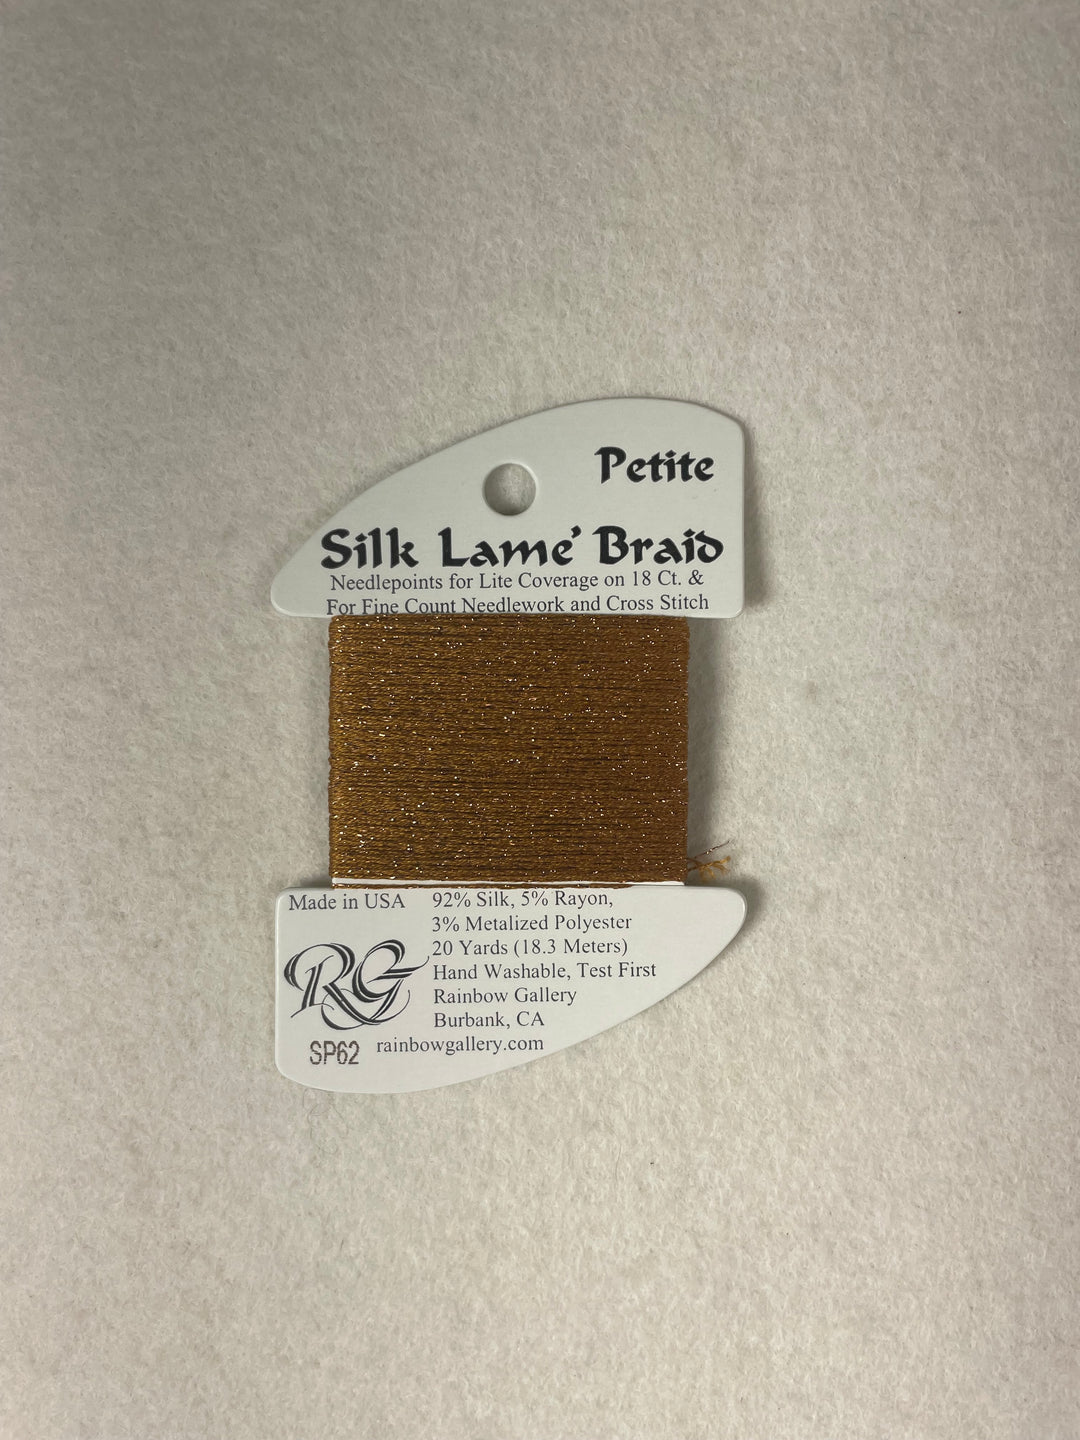 Petite
Silk Lame' Braid
Needlepoints for Lite Coverage on 18 Ct. &
For Fine Count Needlework and Cross Stitch
Made in USA
92% Silk, 5% Rayon,
3% Metalized Polyester
20 Yards (18.3 Meters)
Hand Washable, Test First
Rainbow Gallery
Burbank, CA
RG
SP62
rainbowgallery.com